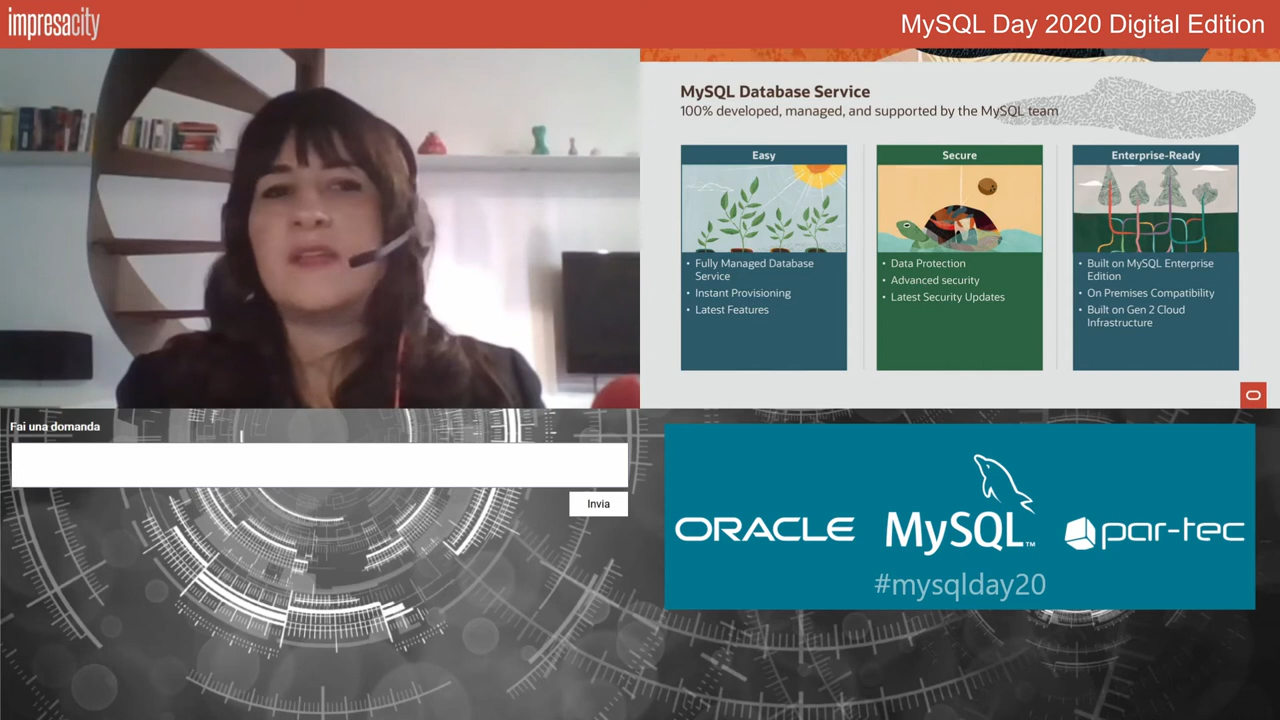 impresacity
MySQL Day 2020 Digital Edition
MySQL Database Service
100% developed, managed, and supported by the MySQL team
Easy
• Fully Managed Database
Service
• Instant Provisioning
• Latest Features
Secure
• Data Protection
• Advanced security
• Latest Security Updates
Enterprise-Ready
• Built on MySQL Enterprise
Edition
• On Premises Compatibility
• Built on Gen 2 Cloud
Infrastructure
Fai una domanda
Invia
ORACLE
MySQL™
par-tec
#mysqlday20